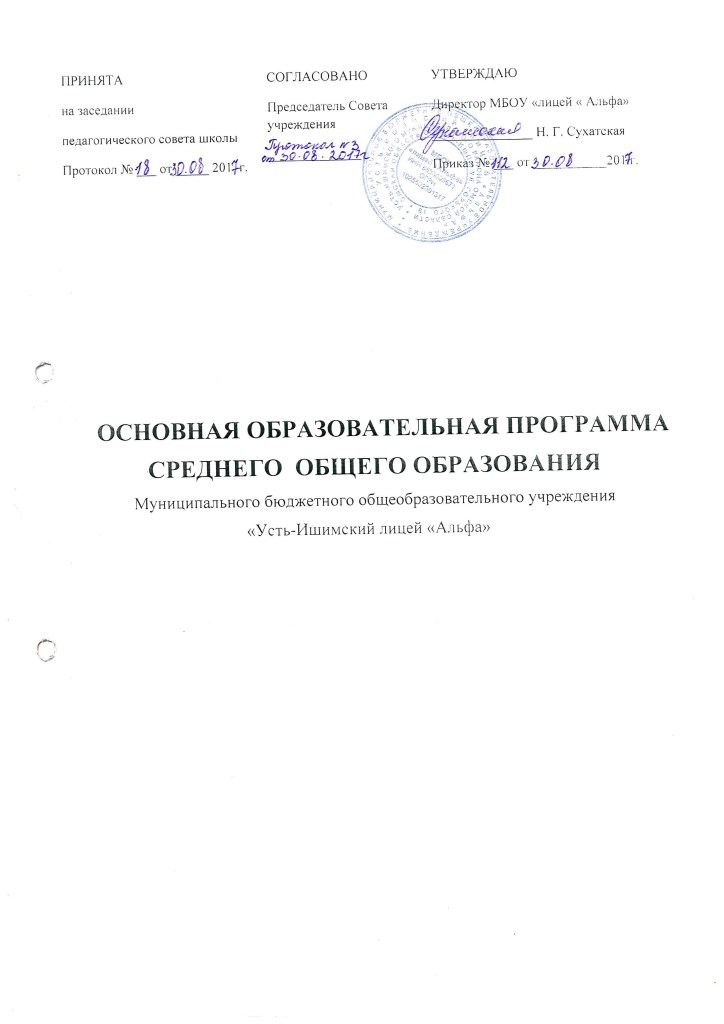 ПРИНЯТА
на заседании
педагогического совета школы
Протокол №18 от30.08 2017г.
СОГЛАСОВАНО
Председатель Совета
учреждения
Протокол №3
от 30.08.2017г
УТВЕРЖДАЮ
Директор МБОУ «лицей « Альфа»
Н. Г. Сухатская
Приказ №112 от 30.08 2017г.
ОСНОВНАЯ ОБРАЗОВАТЕЛЬНАЯ ПРОГРАММА
СРЕДНЕГО ОБЩЕГО ОБРАЗОВАНИЯ
Муниципального бюджетного общеобразовательного учреждения
«Усть-Ишимский лицей «Альфа»